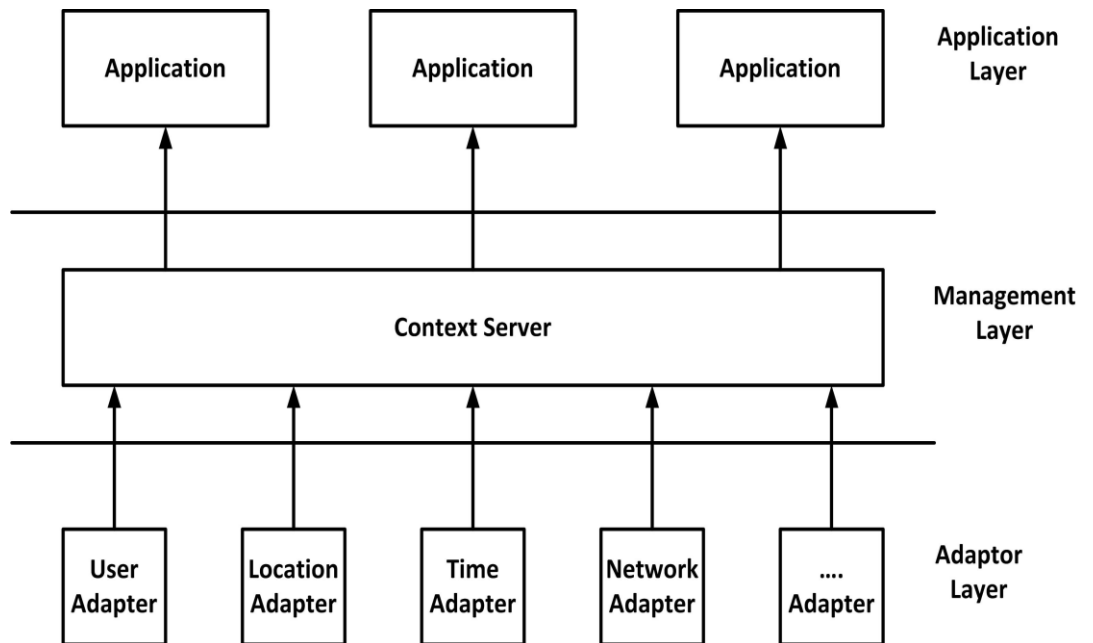 Application
Application
Application
Application
Layer
Context Server
Management
Layer
User
Adapter
Location
Adapter
Time
Adapter
Network
Adapter
....
Adapter
Adaptor
Layer